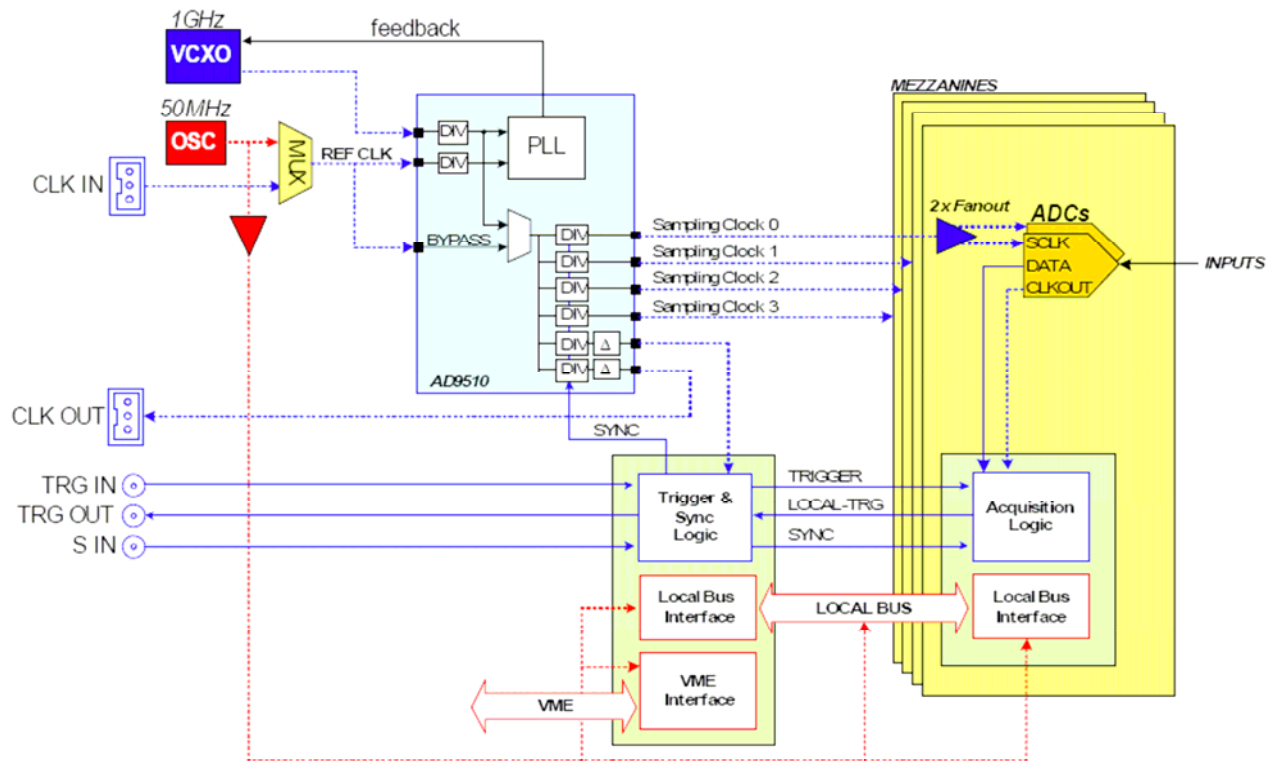 1GHz
VCXO
feedback
50MHz
OSC
MUX
REF CLK
CLK IN
DIV
DIV
PLL
BYPASS
DIV
DIV
DIV
DIV
DIV Δ
DIV Δ
AD9510
Sampling Clock 0
Sampling Clock 1
Sampling Clock 2
Sampling Clock 3
MEZZANINES
2x Fanout
ADCs
SCLK
DATA
CLKOUT
INPUTS
CLK OUT
SYNC
TRG IN
TRG OUT
S IN
Trigger &
Sync
Logic
TRIGGER
LOCAL-TRG
SYNC
Acquisition
Logic
Local Bus
Interface
LOCAL BUS
Local Bus
Interface
VME
VME
Interface